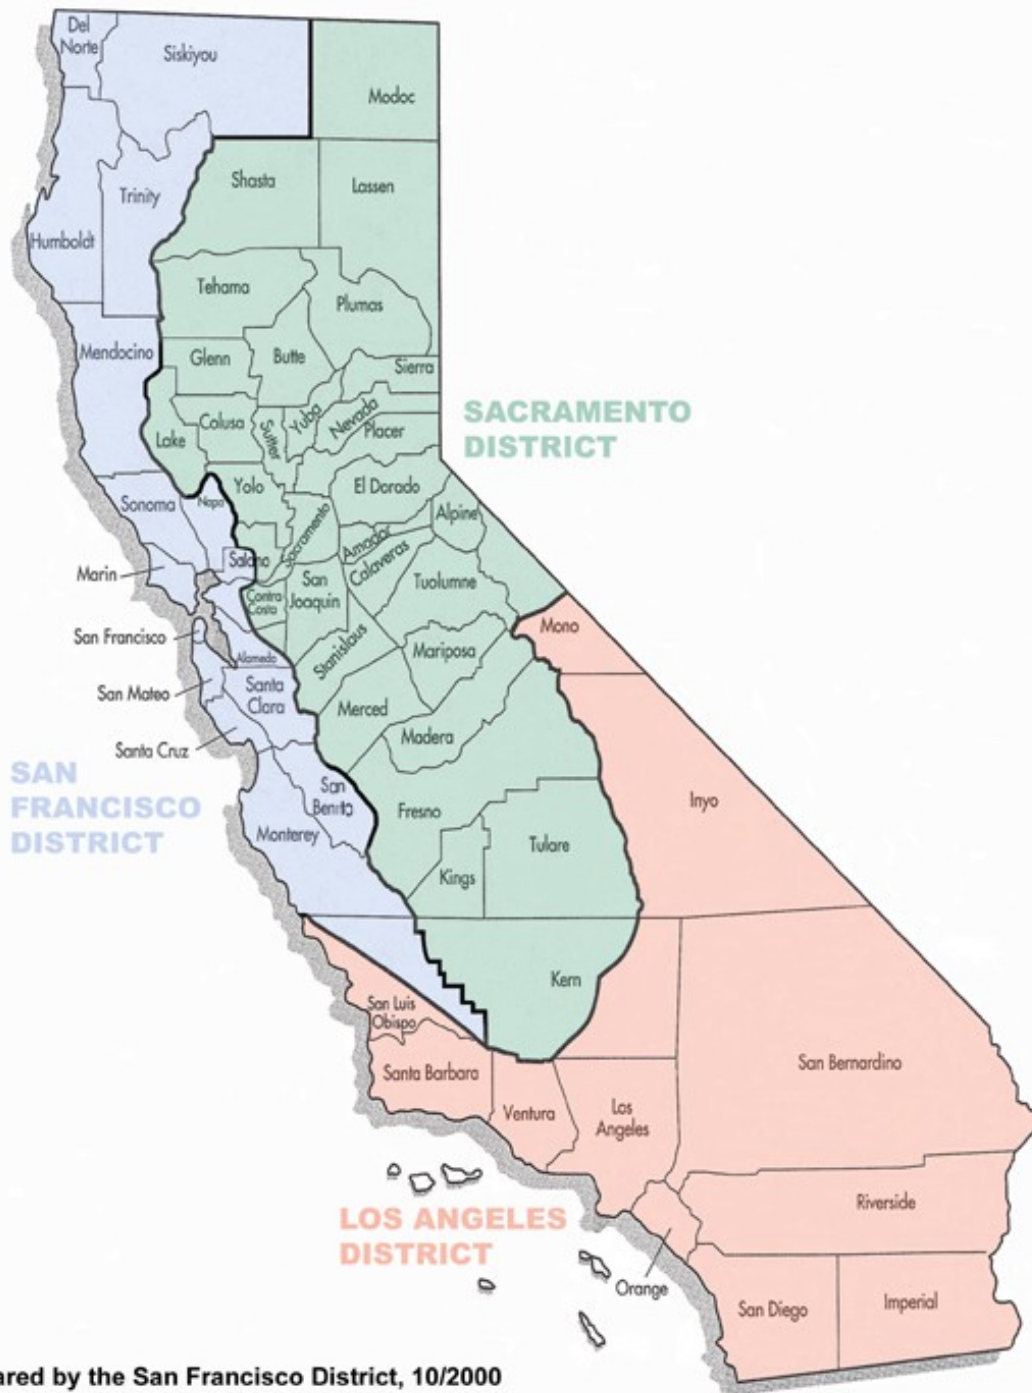 Del
Norte
Siskiyou
Modoc
Shasta
Lassen
Trinity
Humboldt
Tehama
Plumas
Mendocino
Glenn
Butte
Sierra
Yuba
Nevada
Colusa
Sutter
Placer
Lake
SACRAMENTO
DISTRICT
Yolo
El Dorado
Sonoma
Napa
Sacramento
Alpine
Amador
Calaveras
Solano
Marin
San
Joaquin
Tuolumne
Contra
Costa
San Francisco
Mono
Stanislaus
Mariposa
Alameda
San Mateo
Santa
Clara
Merced
Madera
Santa Cruz
SAN
FRANCISCO
DISTRICT
San
Benito
Fresno
Inyo
Monterey
Tulare
Kings
Kern
San Luis
Obispo
Santa Barbara
San Bernardino
Ventura
Los
Angeles
LOS ANGELES
DISTRICT
Riverside
Orange
San Diego
Imperial
ared by the San Francisco District, 10/2000